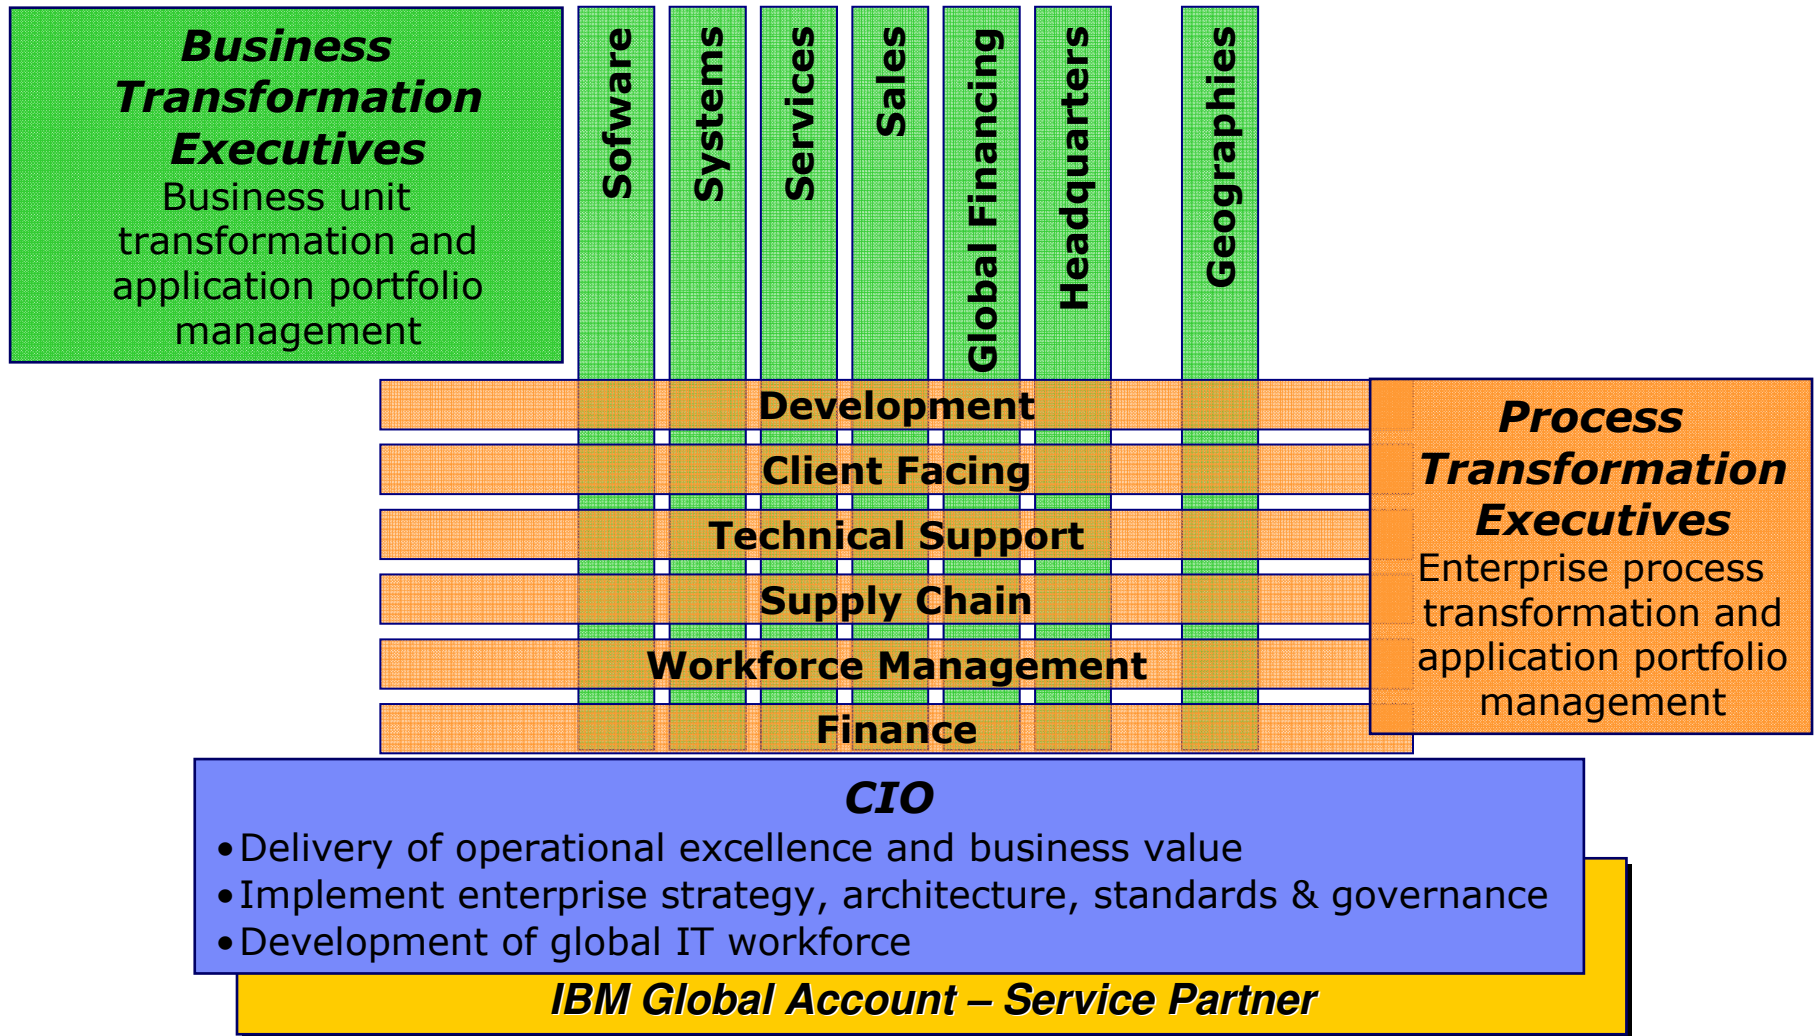 Business
Transformation
Executives
Business unit
transformation and
application portfolio
management
Sofware
Systems
Services
Sales
Global Financing
Headquarters
Geographies
Development
Client Facing
Technical Support
Supply Chain
Workforce Management
Finance
Process
Transformation
Executives
Enterprise process
transformation and
application portfolio
management
CIO
•Delivery of operational excellence and business value
•Implement enterprise strategy, architecture, standards & governance
•Development of global IT workforce
IBM Global Account – Service Partner